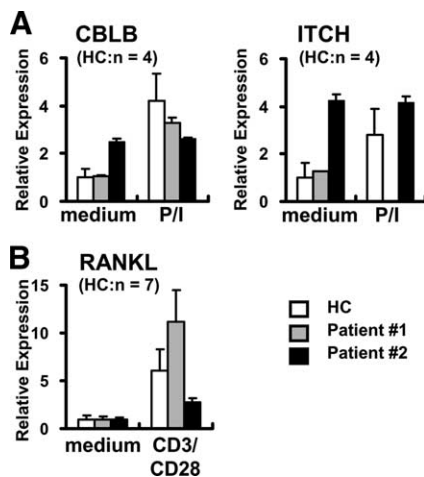 A
CBLB
(HC:n = 4)
Relative Expression
6
4
2
0
medium P/I
ITCH
(HC:n = 4)
Relative Expression
6
4
2
0
medium P/I
B
RANKL
(HC:n = 7)
Relative Expression
15
10
5
0
medium CD3/
CD28
HC
Patient #1
Patient #2